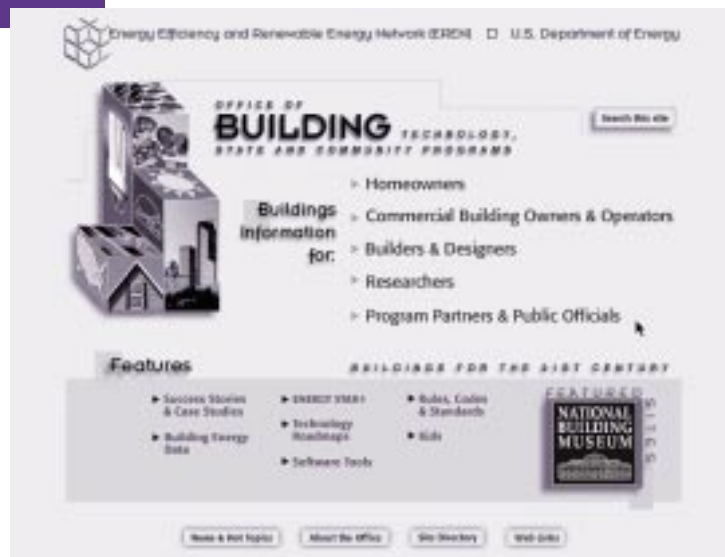 Energy Efficiency and Renewable Energy Network (EREN) □ U.S. Department of Energy
OFFICE OF
BUILDING TECHNOLOGY,
STATE AND COMMUNITY PROGRAMS
Search this site
Buildings
Information
for:
▹ Homeowners
▹ Commercial Building Owners & Operators
▹ Builders & Designers
▹ Researchers
▹ Program Partners & Public Officials
Features
BUILDINGS FOR THE 21ST CENTURY
▸ Success Stories
& Case Studies
▸ Building Energy
Data
▸ ENERGY STAR®
▸ Technology
Roadmaps
▸ Software Tools
▸ Rules, Codes
& Standards
▸ Kids
FEATURED
SITES
NATIONAL
BUILDING
MUSEUM
News & Hot Topics
About the Office
Site Directory
Web Links